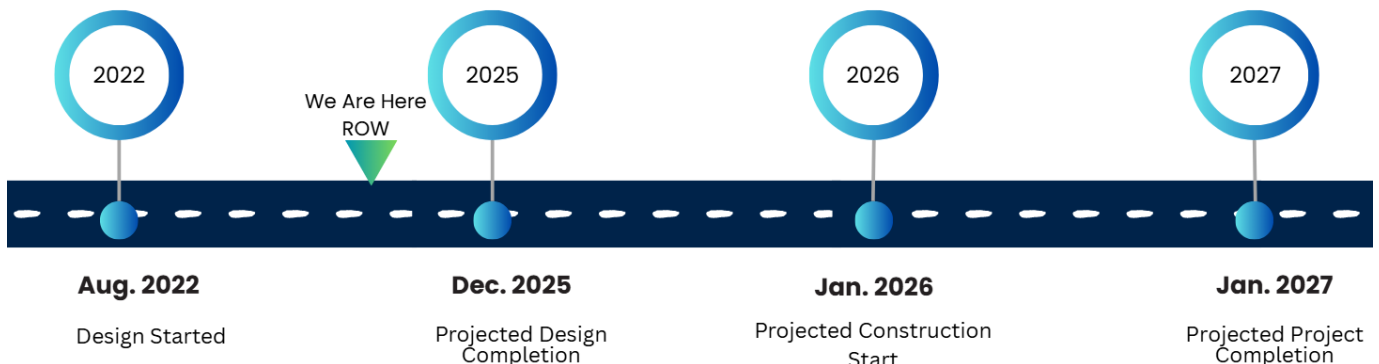 2022
We Are Here
ROW
2025
2026
2027
Aug. 2022
Design Started
Dec. 2025
Projected Design
Completion
Jan. 2026
Projected Construction
Start
Jan. 2027
Projected Project
Completion